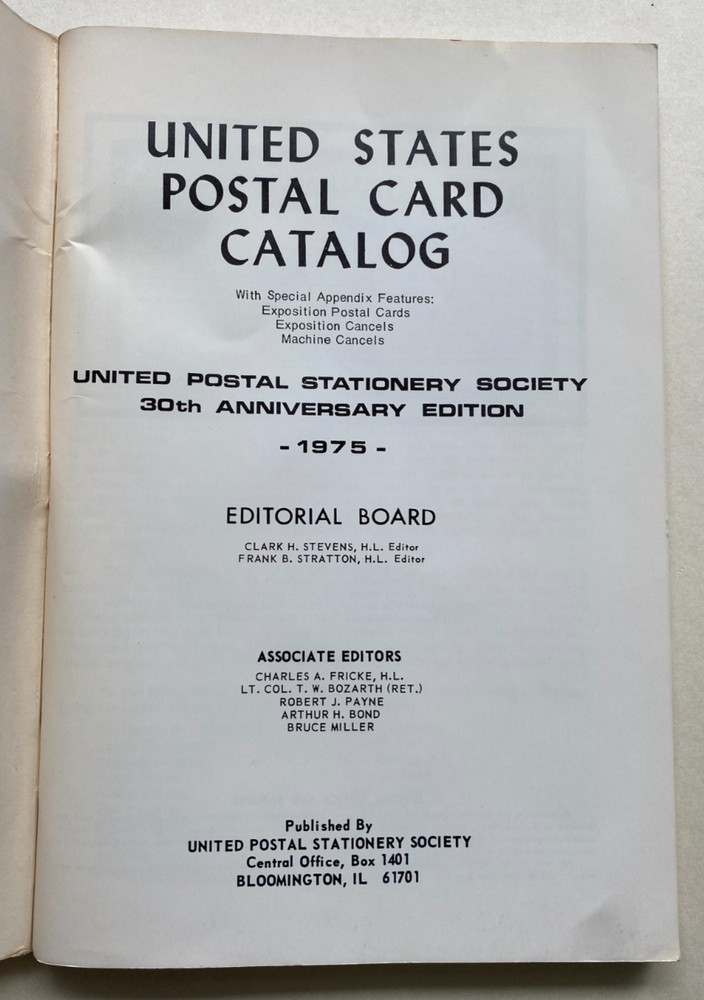 UNITED STATES
POSTAL CARD
CATALOG
With Special Appendix Features:
Exposition Postal Cards
Exposition Cancels
Machine Cancels
UNITED POSTAL STATIONERY SOCIETY
30th ANNIVERSARY EDITION
- 1975 -
EDITORIAL BOARD
CLARK H. STEVENS, H.L. Editor
FRANK B. STRATTON, H.L. Editor
ASSOCIATE EDITORS
CHARLES A. FRICKE, H.L.
LT. COL. T. W. BOZARTH (RET.)
ROBERT J. PAYNE
ARTHUR H. BOND
BRUCE MILLER
Published By
UNITED POSTAL STATIONERY SOCIETY
Central Office, Box 1401
BLOOMINGTON, IL 61701